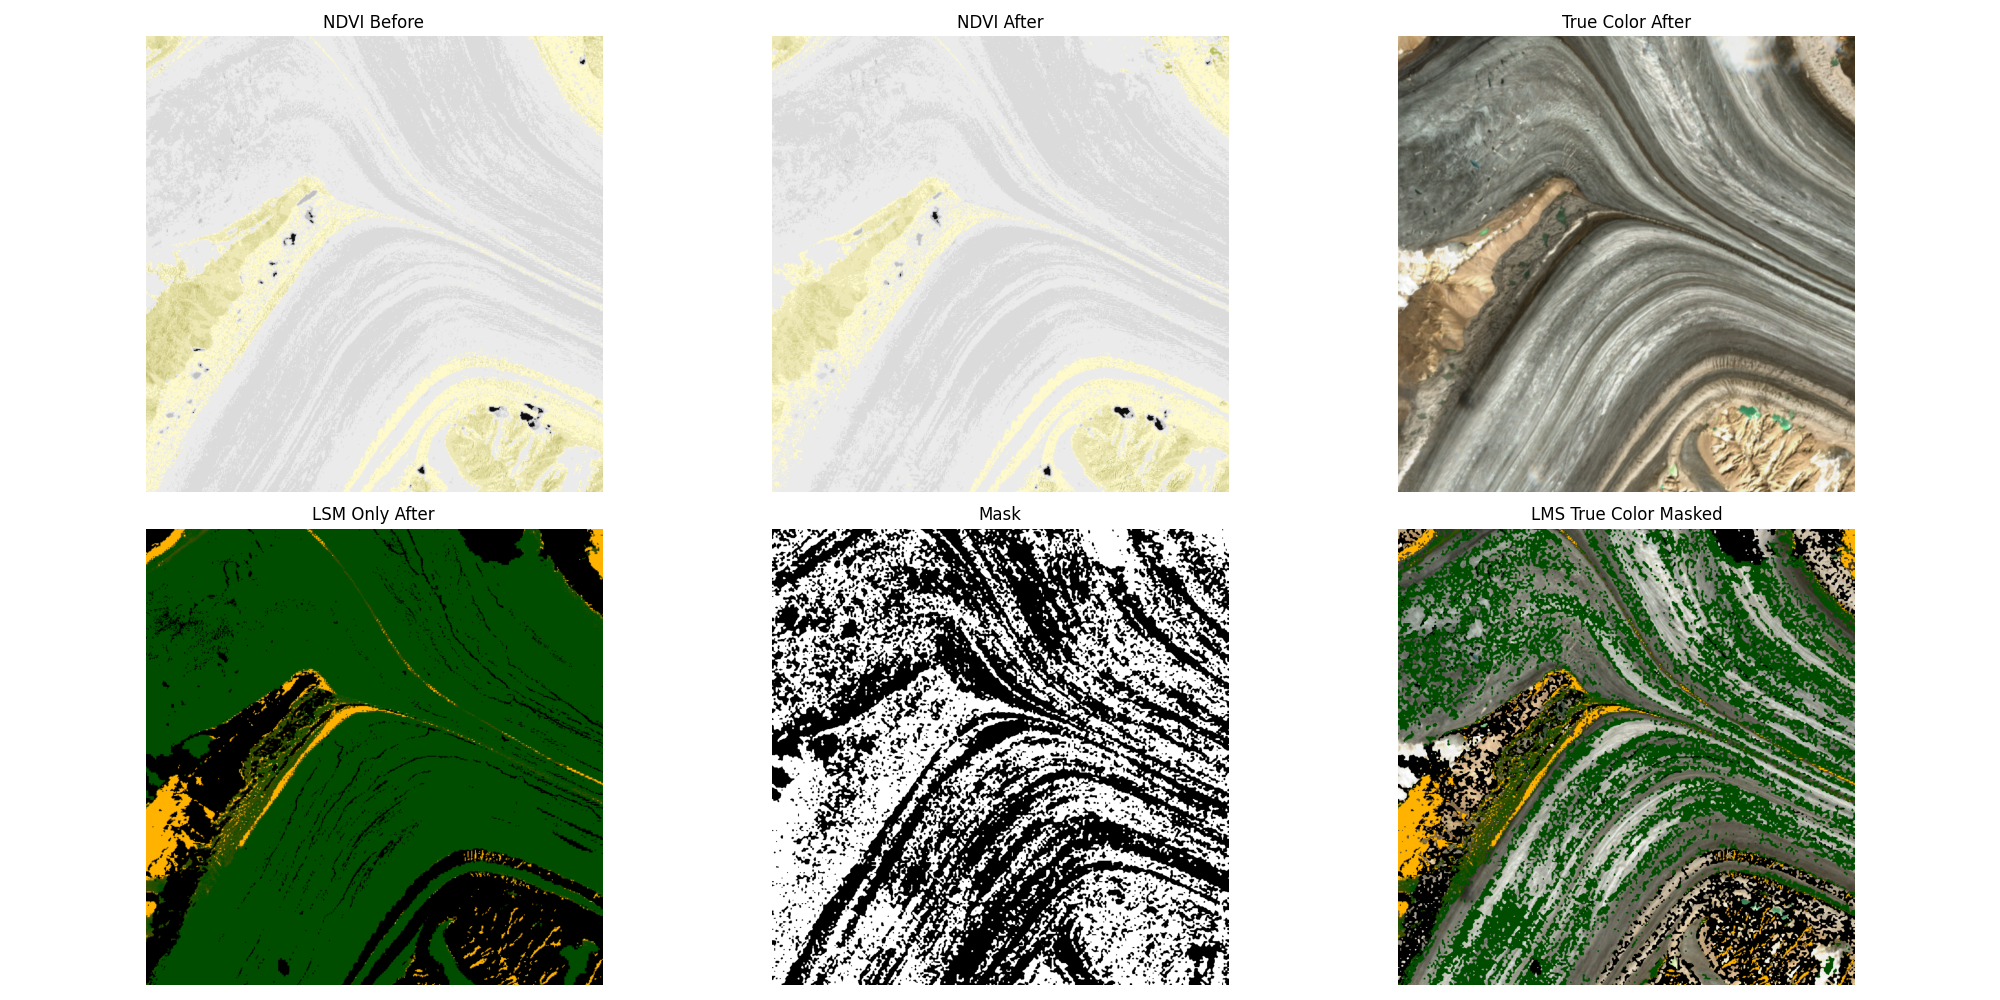 NDVI Before
NDVI After
True Color After
LSM Only After
Mask
LMS True Color Masked